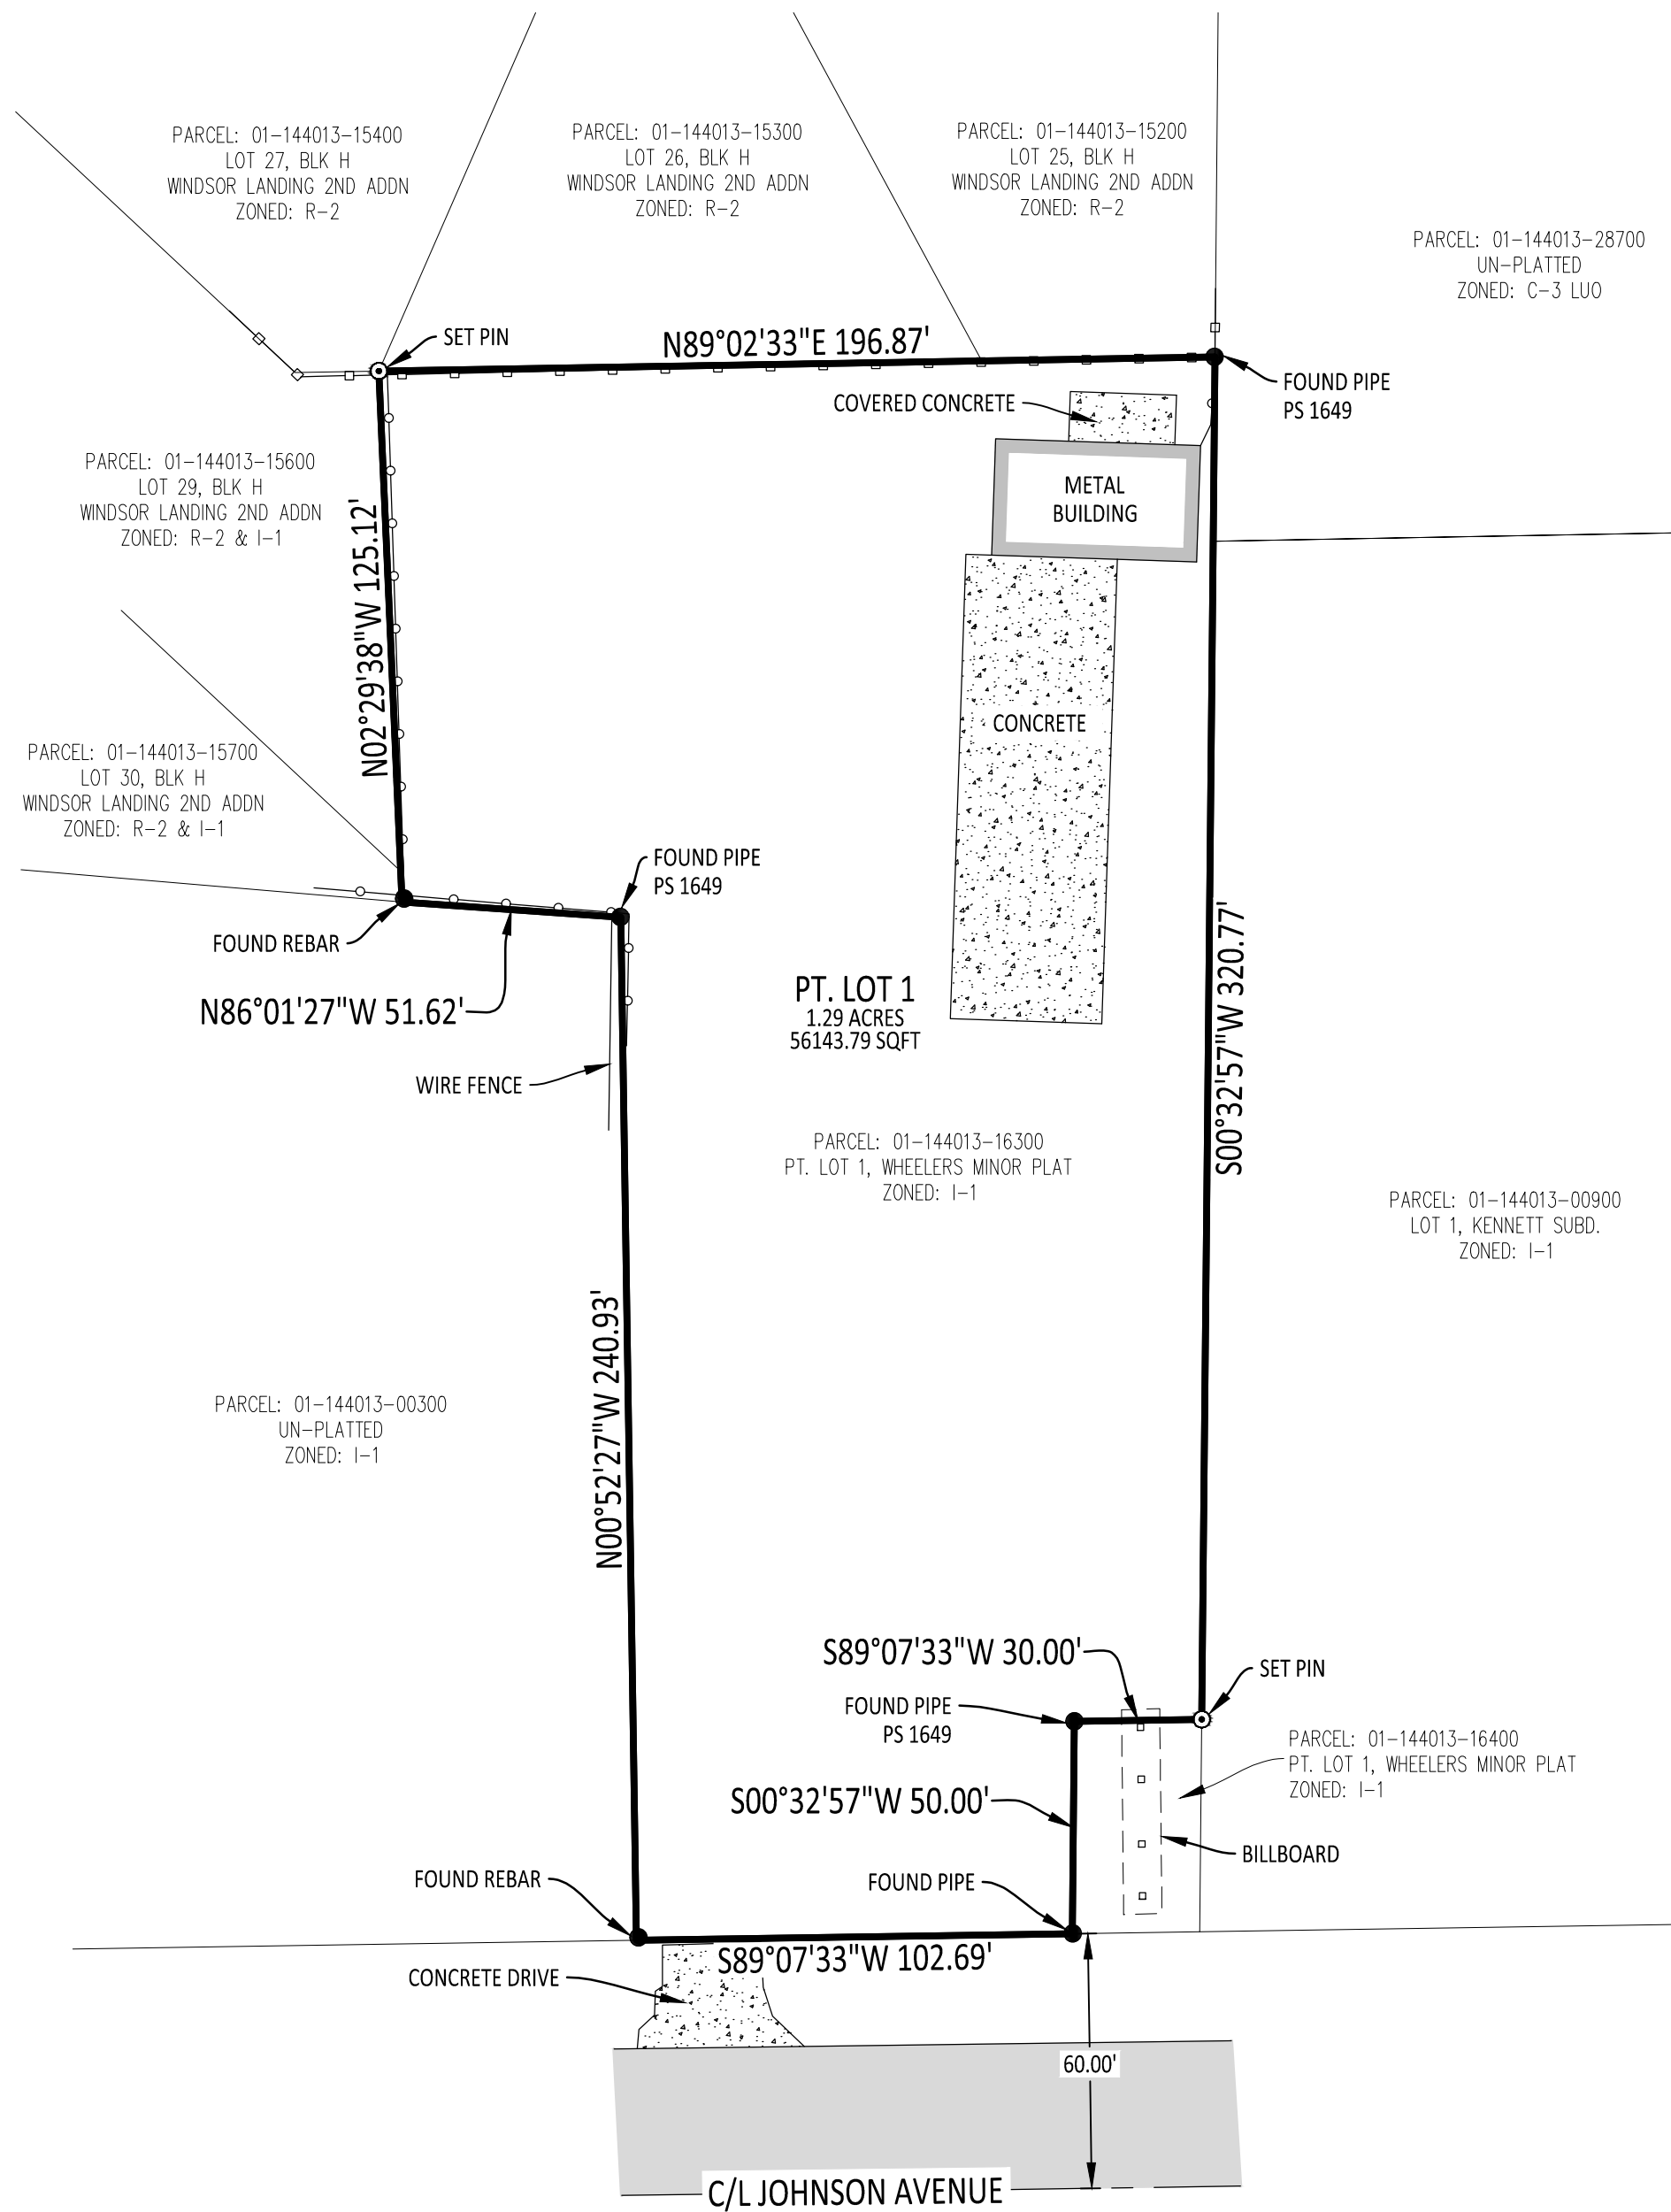 PARCEL: 01-144013-15400
LOT 27, BLK H
WINDSOR LANDING 2ND ADDN
ZONED: R-2
PARCEL: 01-144013-15300
LOT 26, BLK H
WINDSOR LANDING 2ND ADDN
ZONED: R-2
PARCEL: 01-144013-15200
LOT 25, BLK H
WINDSOR LANDING 2ND ADDN
ZONED: R-2
PARCEL: 01-144013-28700
UN-PLATTED
ZONED: C-3 LUO
SET PIN
N89°02'33"E 196.87'
FOUND PIPE
PS 1649
COVERED CONCRETE
METAL
BUILDING
PARCEL: 01-144013-15600
LOT 29, BLK H
WINDSOR LANDING 2ND ADDN
ZONED: R-2 & I-1
N02°29'38"W 125.12'
CONCRETE
PARCEL: 01-144013-15700
LOT 30, BLK H
WINDSOR LANDING 2ND ADDN
ZONED: R-2 & I-1
FOUND PIPE
PS 1649
FOUND REBAR
N86°01'27"W 51.62'
PT. LOT 1
1.29 ACRES
56143.79 SQFT
WIRE FENCE
S00°32'57"W 320.77'
PARCEL: 01-144013-16300
PT. LOT 1, WHEELERS MINOR PLAT
ZONED: I-1
PARCEL: 01-144013-00900
LOT 1, KENNETT SUBD.
ZONED: I-1
N00°52'27"W 240.93'
PARCEL: 01-144013-00300
UN-PLATTED
ZONED: I-1
S89°07'33"W 30.00'
SET PIN
FOUND PIPE
PS 1649
PARCEL: 01-144013-16400
PT. LOT 1, WHEELERS MINOR PLAT
ZONED: I-1
S00°32'57"W 50.00'
BILLBOARD
FOUND REBAR
FOUND PIPE
S89°07'33"W 102.69'
CONCRETE DRIVE
60.00'
C/L JOHNSON AVENUE